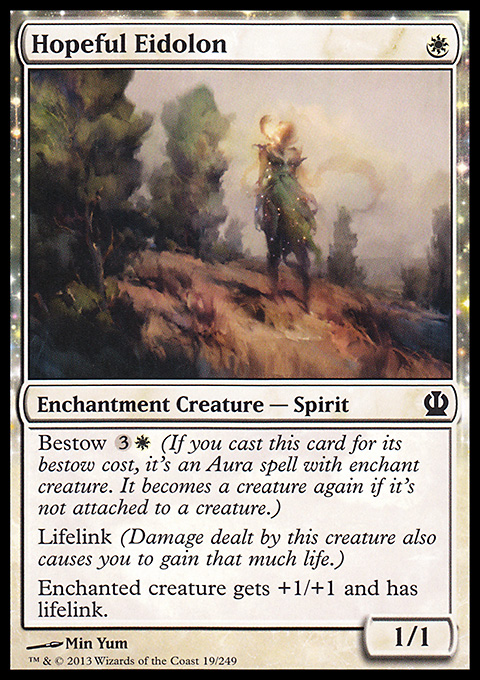 Hopeful Eidolon
Enchantment Creature — Spirit
Bestow 3 (If you cast this card for its
bestow cost, it's an Aura spell with enchant
creature. It becomes a creature again if it's
not attached to a creature.)
Lifelink (Damage dealt by this creature also
causes you to gain that much life.)
Enchanted creature gets +1/+1 and has
lifelink.
Min Yum
1/1
™ & © 2013 Wizards of the Coast 19/249